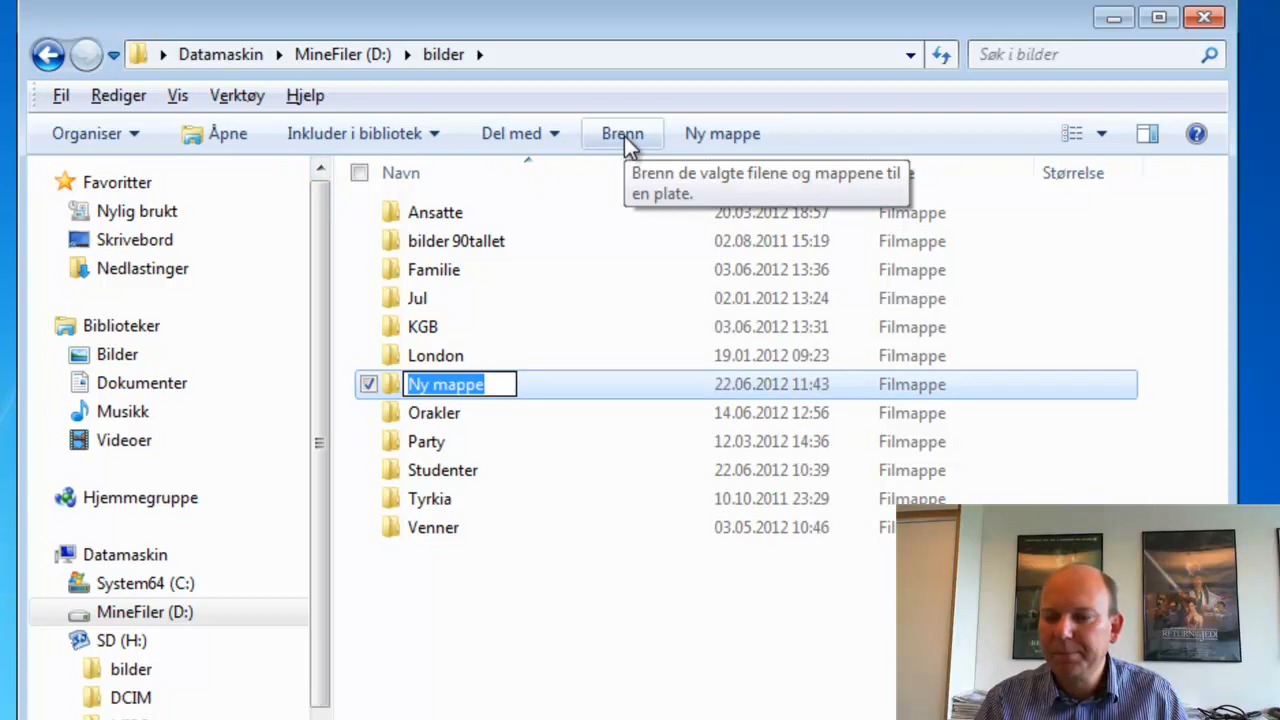 Datamaskin MineFiler (D:) bilder Søk i bilder
Fil Rediger Vis Verktøy Hjelp
Organiser Åpne Inkluder i bibliotek Del med Brenn Ny mappe
Navn Størrelse
Brenn de valgte filene og mappene til
en plate.
Ansatte 20.03.2012 18:57 Filmappe
bilder 90tallet 02.08.2011 15:19 Filmappe
Familie 03.06.2012 13:36 Filmappe
Jul 02.01.2012 13:24 Filmappe
KGB 03.06.2012 13:31 Filmappe
London 19.01.2012 09:23 Filmappe
Ny mappe 22.06.2012 11:43 Filmappe
Orakler 14.06.2012 12:56 Filmappe
Party 12.03.2012 14:36 Filmappe
Studenter 22.06.2012 10:39 Filmappe
Tyrkia 10.10.2011 23:29 Filmappe
Venner 03.05.2012 10:46
Favoritter
Nylig brukt
Skrivebord
Nedlastinger
Biblioteker
Bilder
Dokumenter
Musikk
Videoer
Hjemmegruppe
Datamaskin
System64 (C:)
MineFiler (D:)
SD (H:)
bilder
DCIM
RETURN OF THE JEDI